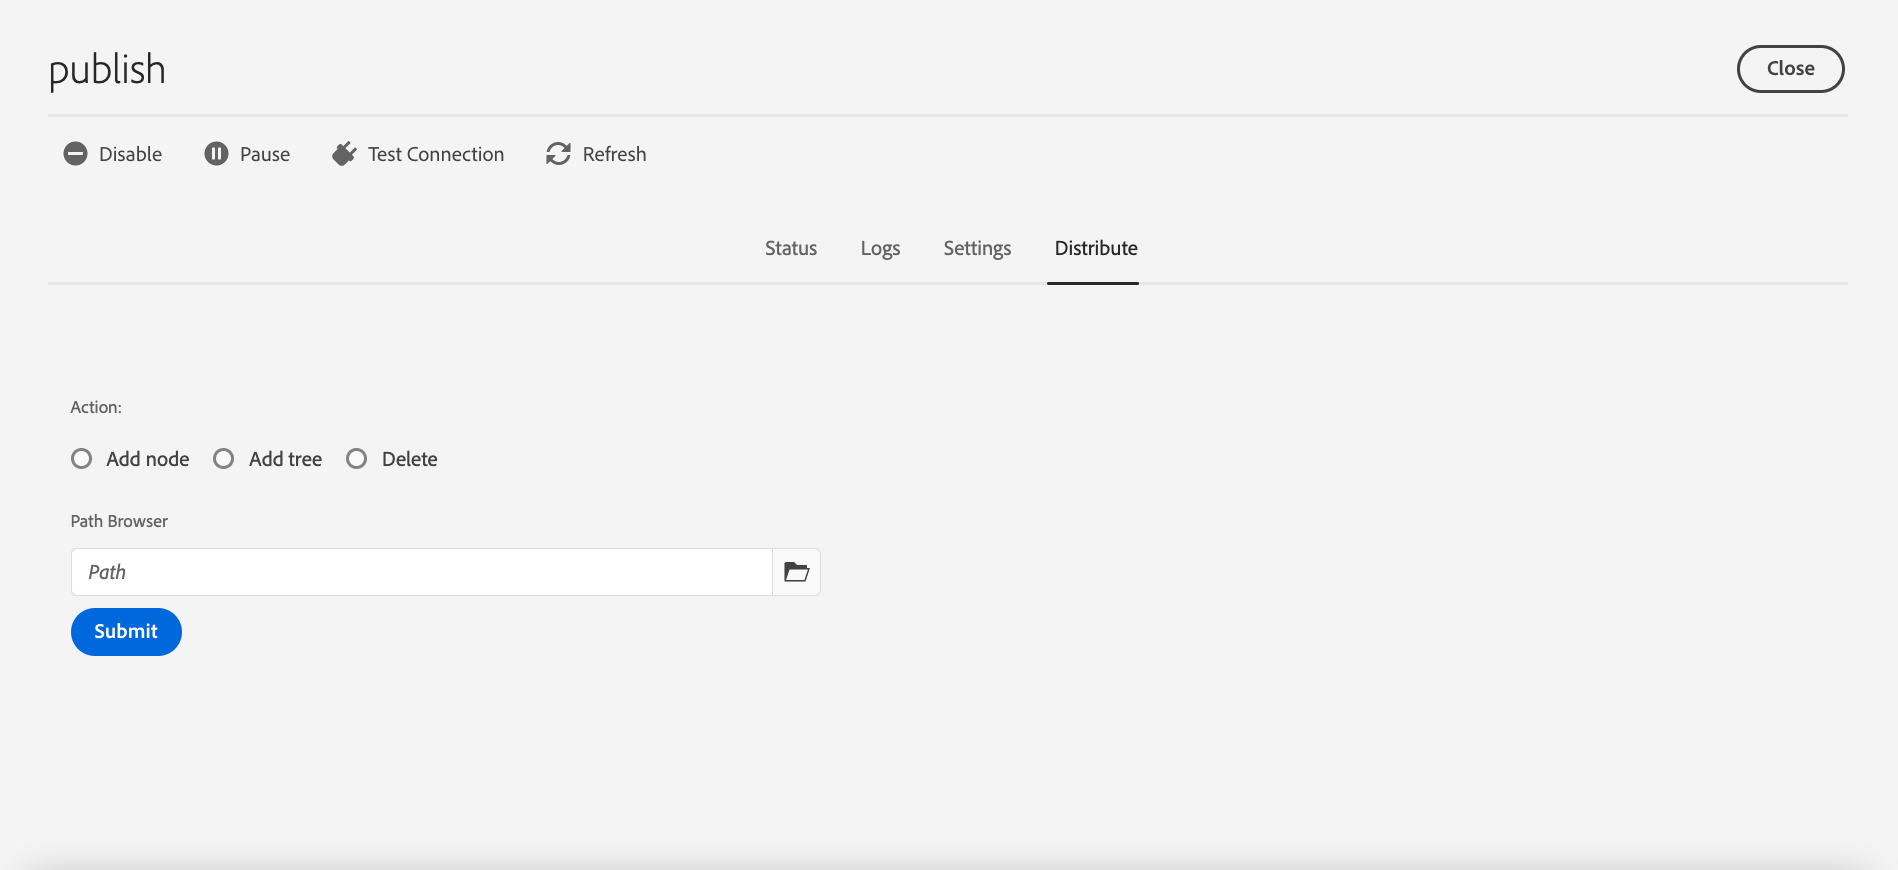 publish
Close
Disable Pause Test Connection Refresh
Status Logs Settings Distribute
Action:
Add node Add tree Delete
Path Browser
Path
Submit